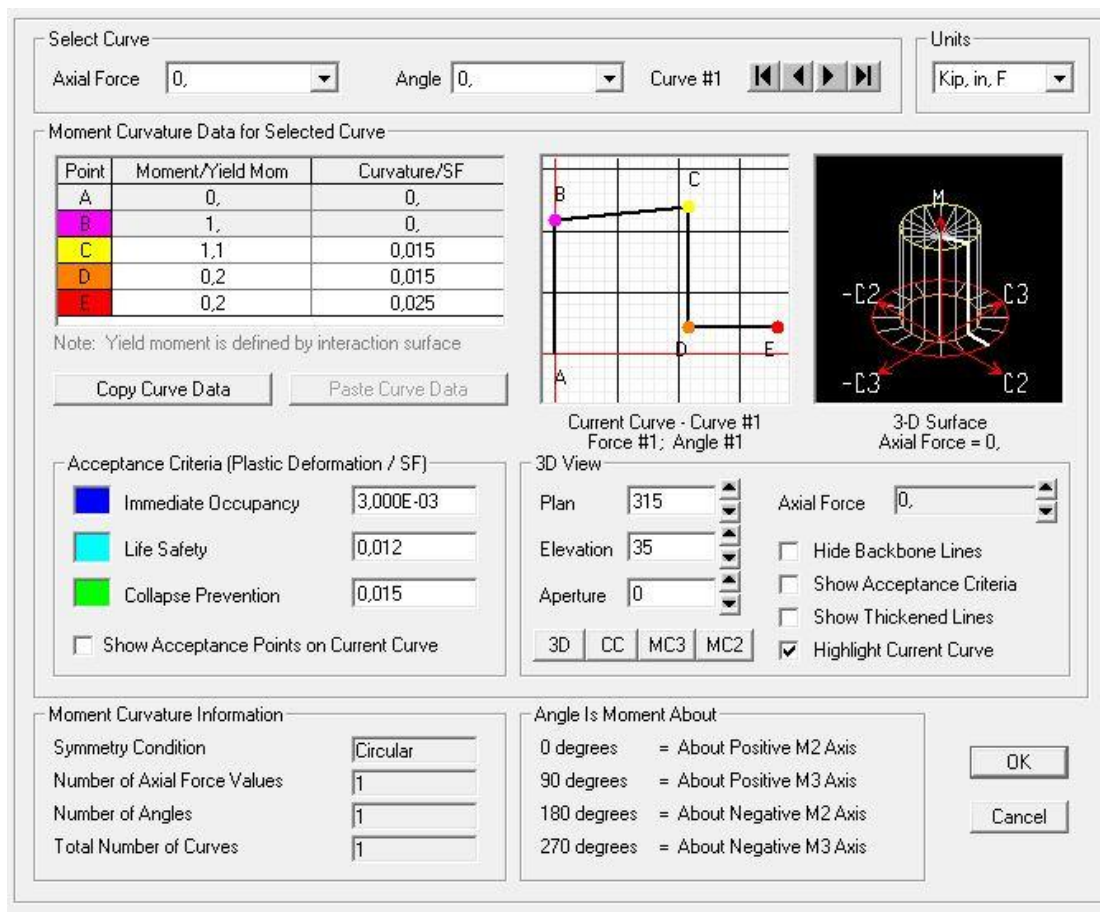 Select Curve
Axial Force 0, Angle 0, Curve #1
Units
Kip, in, F
Moment Curvature Data for Selected Curve
Point Moment/Yield Mom Curvature/SF
A 0, 0,
B 1, 0,
C 1,1 0,015
D 0,2 0,015
E 0,2 0,025
Note: Yield moment is defined by interaction surface
Copy Curve Data Paste Curve Data
B
C
D
E
A
Current Curve - Curve #1
Force #1; Angle #1
M
-C2
C3
-C3
C2
3-D Surface
Axial Force = 0,
Acceptance Criteria (Plastic Deformation / SF)
Immediate Occupancy 3,000E-03
Life Safety 0,012
Collapse Prevention 0,015
Show Acceptance Points on Current Curve
3D View
Plan 315
Elevation 35
Aperture 0
3D CC MC3 MC2
Axial Force 0,
Hide Backbone Lines
Show Acceptance Criteria
Show Thickened Lines
Highlight Current Curve
Moment Curvature Information
Symmetry Condition Circular
Number of Axial Force Values 1
Number of Angles 1
Total Number of Curves 1
Angle Is Moment About
0 degrees = About Positive M2 Axis
90 degrees = About Positive M3 Axis
180 degrees = About Negative M2 Axis
270 degrees = About Negative M3 Axis
OK
Cancel